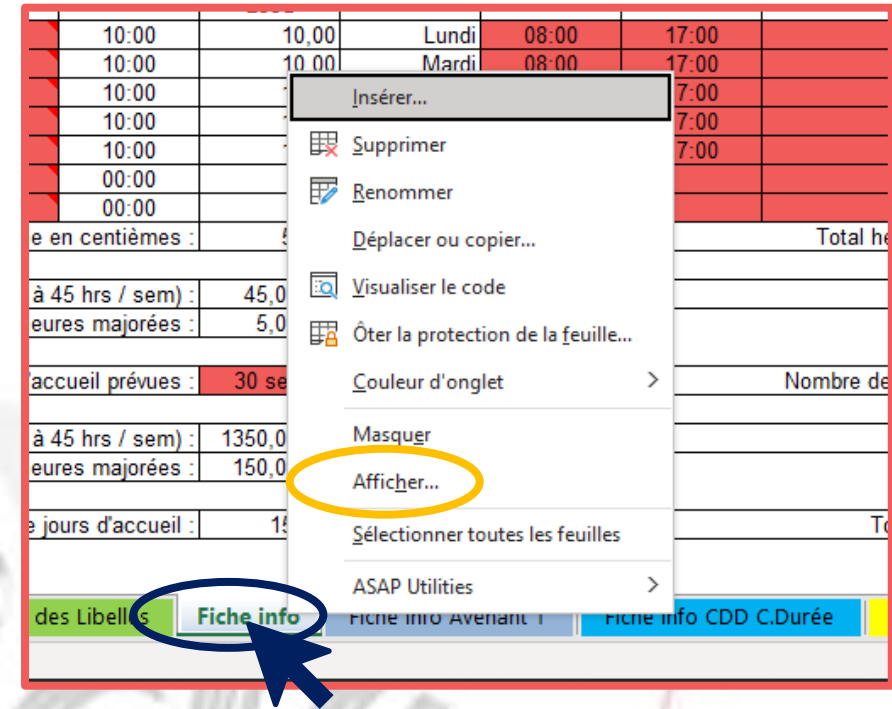 10:00 10,00 Lundi 08:00 17:00
10:00 10,00 Mardi 08:00 17:00
10:00 7:00
10:00 7:00
10:00 7:00
00:00
00:00
e en centièmes : Total he
à 45 hrs / sem) : 45,0
eures majorées : 5,0
'accueil prévues : 30 se Nombre de
à 45 hrs / sem) : 1350,0
eures majorées : 150,0
e jours d'accueil : 15 To
Insérer...
Supprimer
Renommer
Déplacer ou copier...
Visualiser le code
Ôter la protection de la feuille...
Couleur d'onglet
Masquer
Afficher...
Sélectionner toutes les feuilles
ASAP Utilities
des Libellés Fiche info Fiche info Avenant 1 Fiche info CDD C.Durée